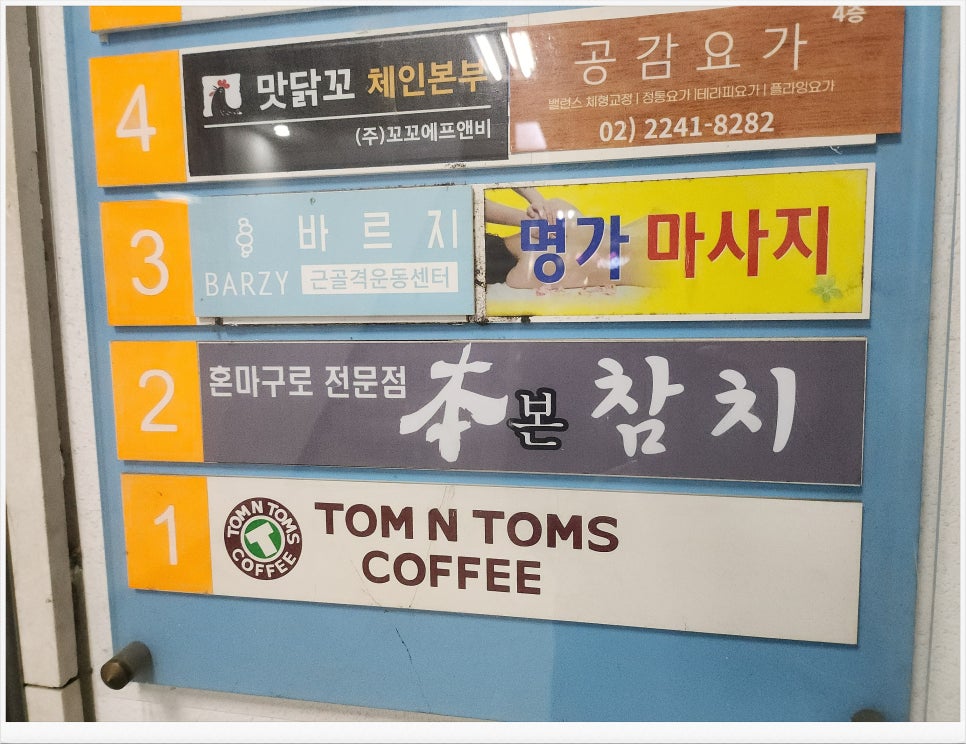 4
맛닭꼬 체인본부
(주)꼬꼬에프앤비
4층
공감요가
밸런스 체형교정 | 정통요가 | 테라피요가 | 플라잉요가
02) 2241-8282
3
바르지
BARZY 근골격운동센터
명가 마사지
2
혼마구로 전문점 本본 참치
1
TOM N TOMS
COFFEE
T
TOM N TOMS
COFFEE